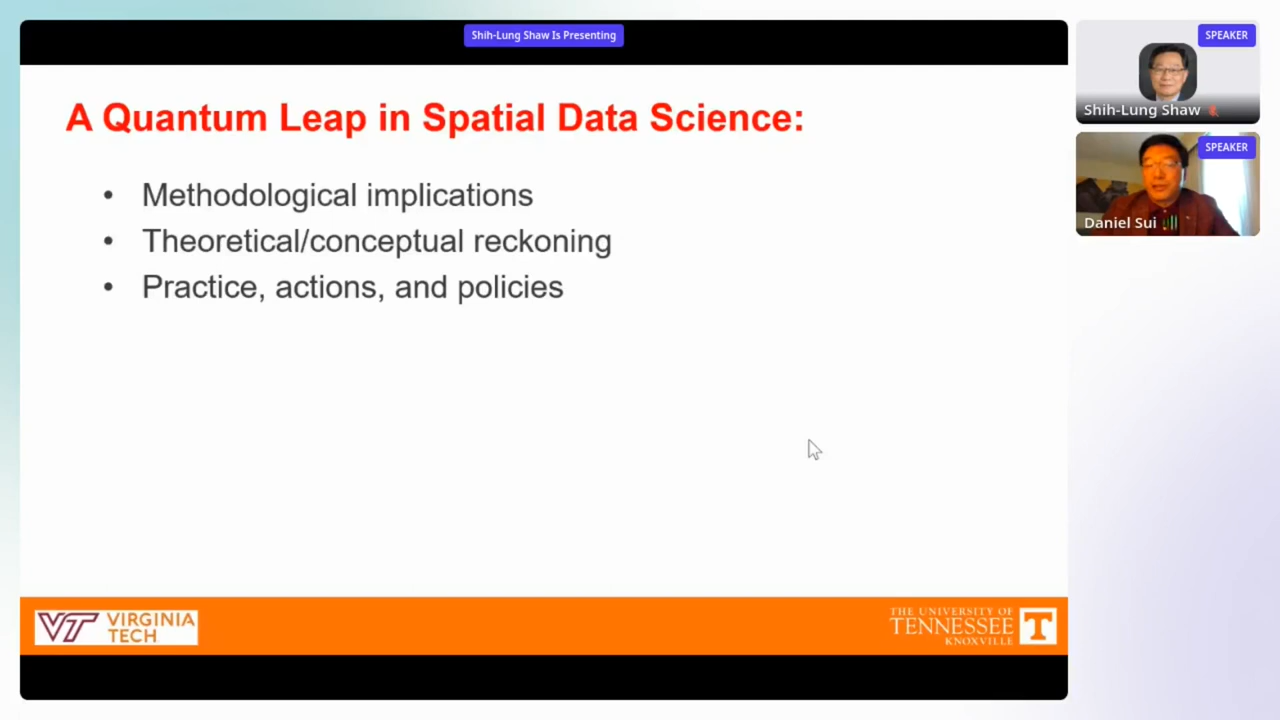 Shih-Lung Shaw Is Presenting
A Quantum Leap in Spatial Data Science:
• Methodological implications
• Theoretical/conceptual reckoning
• Practice, actions, and policies
VT VIRGINIA
TECH
THE UNIVERSITY OF
TENNESSEE
KNOXVILLE
T
SPEAKER
Shih-Lung Shaw
SPEAKER
Daniel Sui